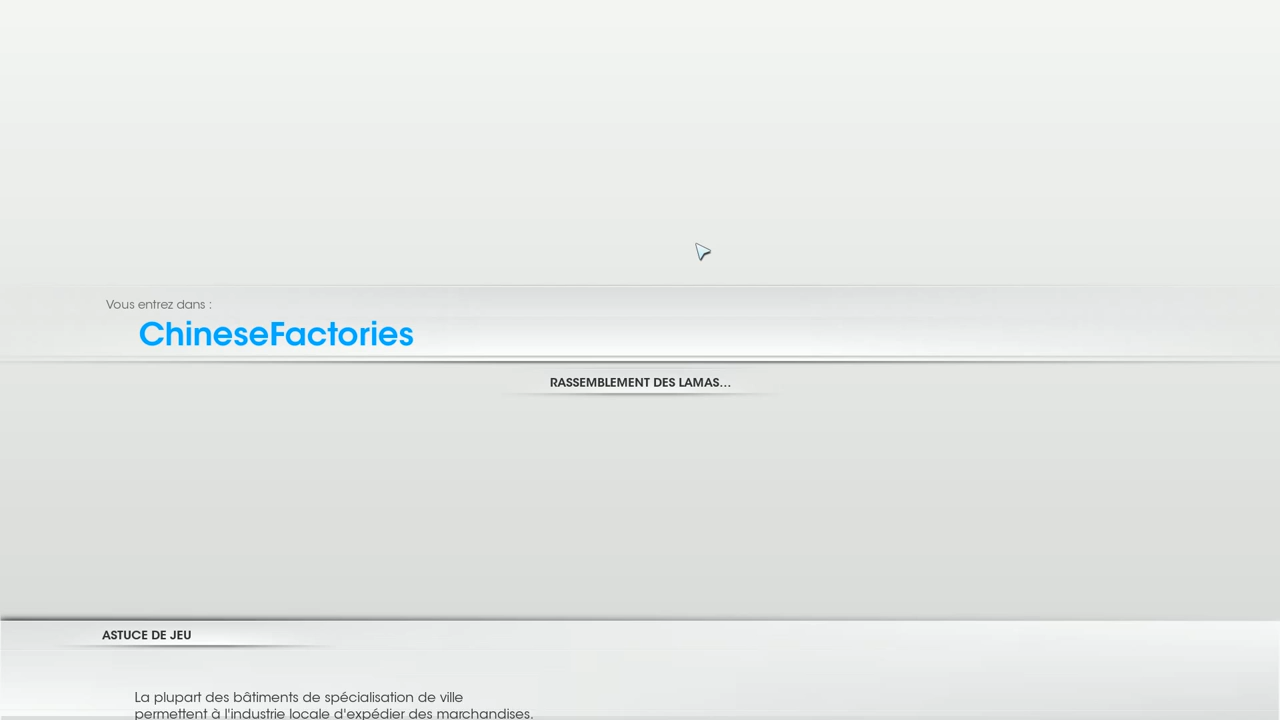 Vous entrez dans :
ChineseFactories
RASSEMBLEMENT DES LAMAS...
ASTUCE DE JEU
La plupart des bâtiments de spécialisation de ville
permettent à l'industrie locale d'expédier des marchandises.